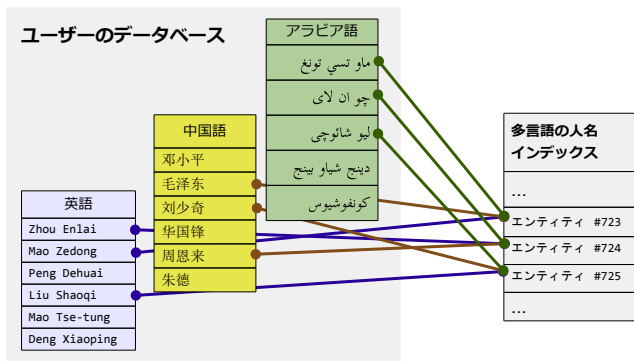 ユーザーのデータベース
アラビア語
ماو تسي تونغ
چو ان لای
ليو شائوچی
دينج شياو بينج
كونفوشيوس
中国語
邓小平
毛泽东
刘少奇
华国锋
周恩来
朱德
英語
Zhou Enlai
Mao Zedong
Peng Dehuai
Liu Shaoqi
Mao Tse-tung
Deng Xiaoping
多言語の人名
インデックス
...
エンティティ #723
エンティティ #724
エンティティ #725
...